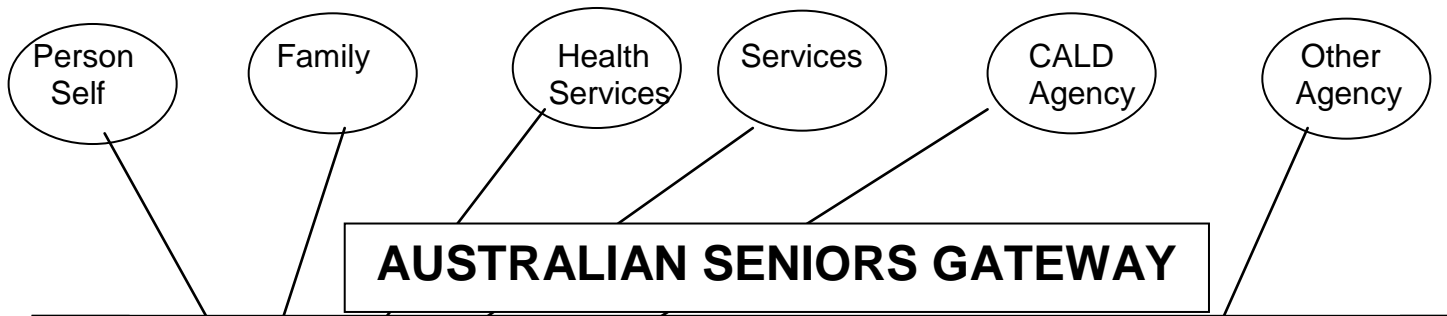 Person
Self
Family
Health
Services
Services
CALD
Agency
Other
Agency
AUSTRALIAN SENIORS GATEWAY